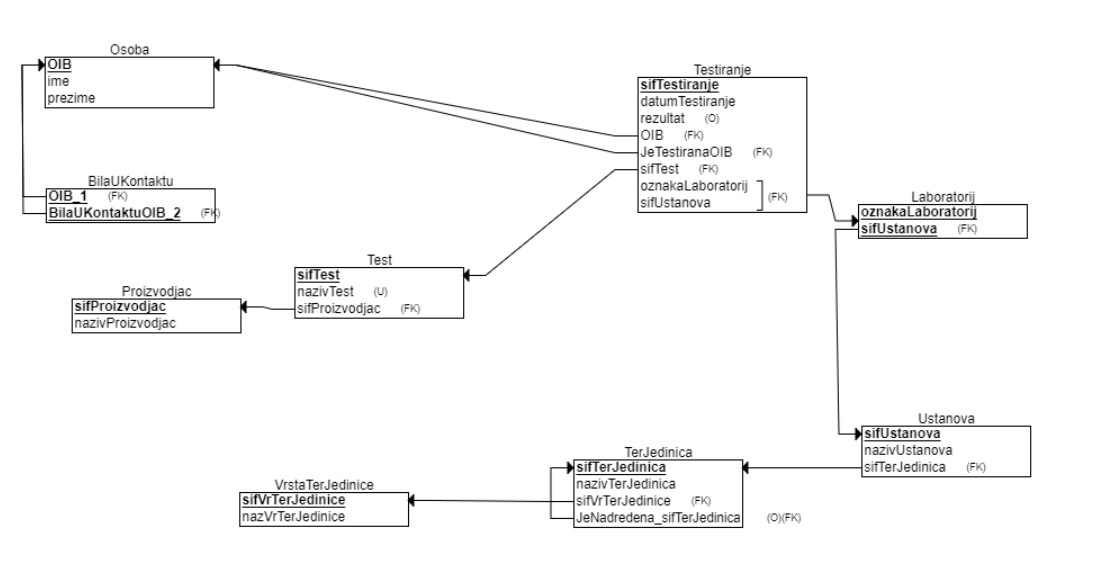 Osoba
OIB
ime
prezime
BilaUKontaktu
OIB_1 (FK)
BilaUKontaktuOIB_2 (FK)
Testiranje
sifTestiranje
datumTestiranje
rezultat (O)
OIB (FK)
JeTestiranaOIB (FK)
sifTest (FK)
oznakaLaboratorij
sifUstanova
(FK)
Laboratorij
oznakaLaboratorij
sifUstanova (FK)
Test
sifTest
nazivTest (U)
sifProizvodjac (FK)
Proizvodjac
sifProizvodjac
nazivProizvodjac
Ustanova
sifUstanova
nazivUstanova
sifTerJedinica (FK)
TerJedinica
sifTerJedinica
nazivTerJedinica
sifVrTerJedinice (FK)
JeNadredena_sifTerJedinica (O)(FK)
VrstaTerJedinice
sifVrTerJedinice
nazVrTerJedinice